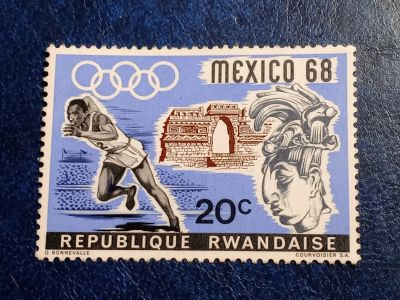 MEXICO 68
20c
REPUBLIQUE RWANDAISE
O. BONNEVALLE
COURVOISIER S.A.